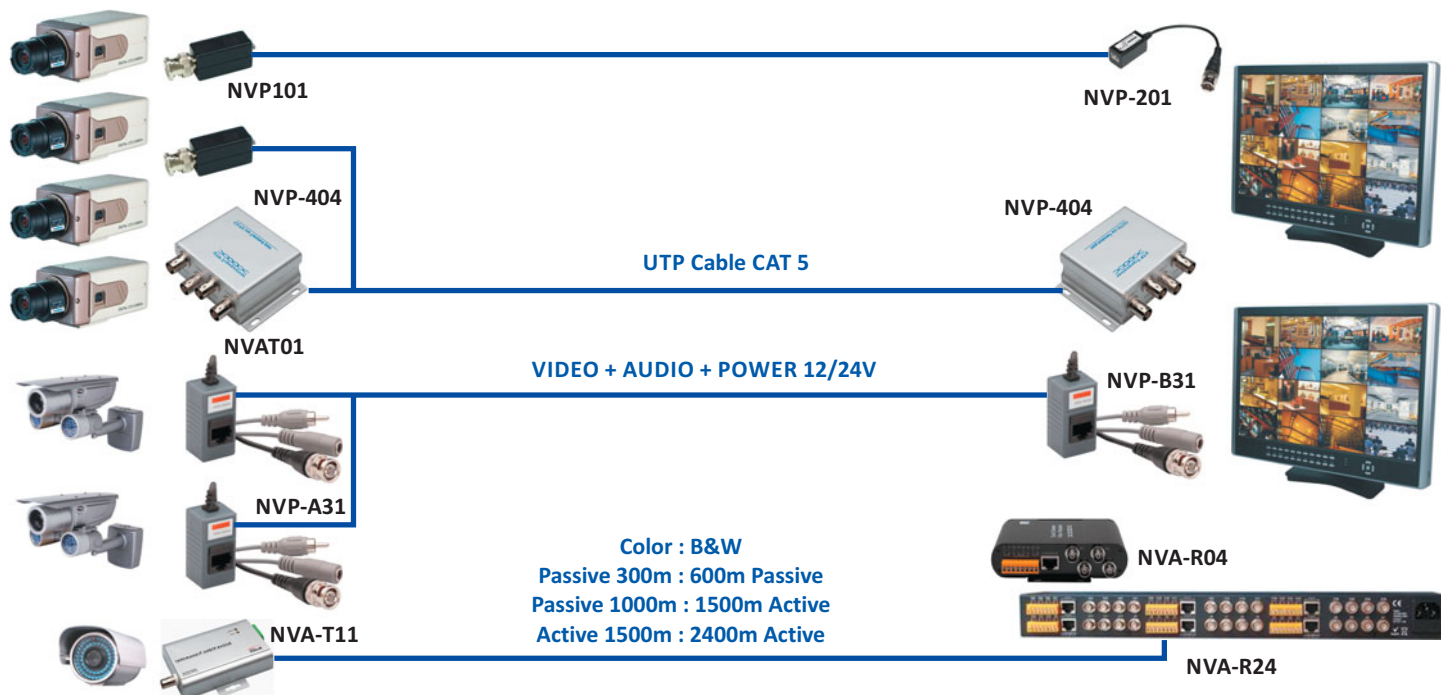 NVP101
NVP-201
NVP-404
NVP-404
UTP Cable CAT 5
NVAT01
VIDEO + AUDIO + POWER 12/24V
NVP-B31
NVP-A31
Color : B&W
Passive 300m : 600m Passive
Passive 1000m : 1500m Active
Active 1500m : 2400m Active
NVA-R04
NVA-T11
NVA-R24